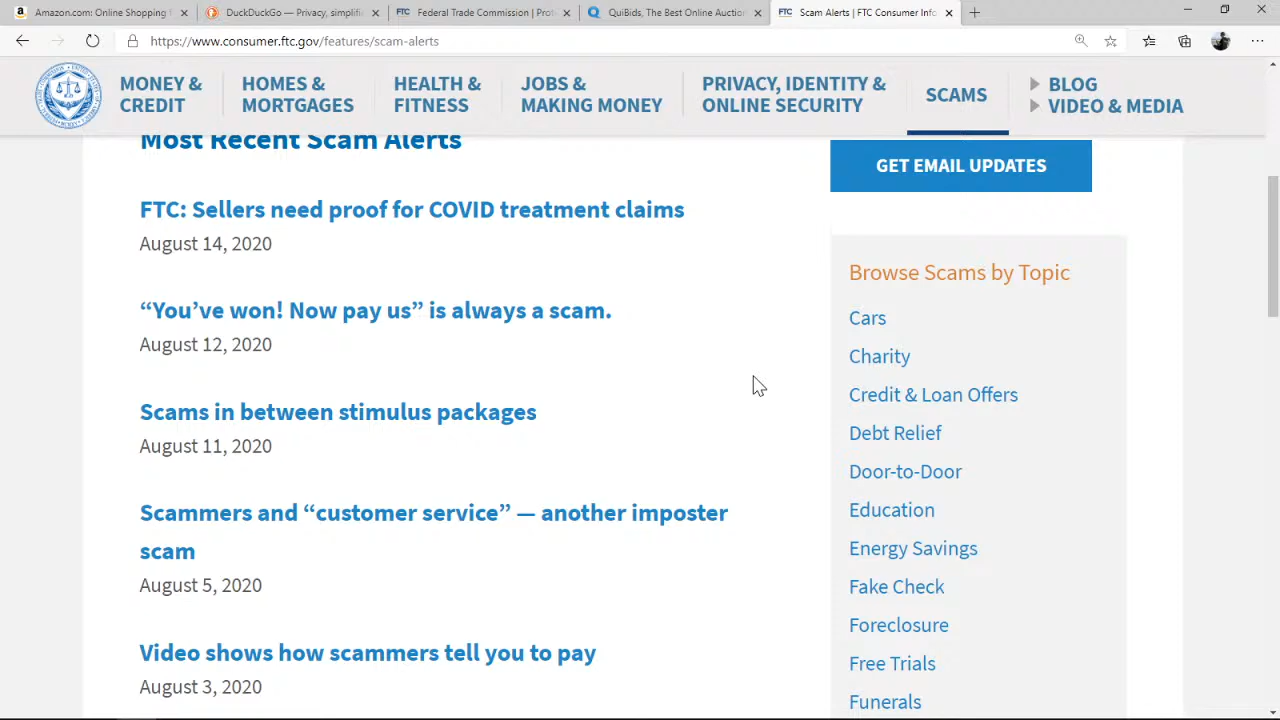 Amazon.com: Online Shopping f
DuckDuckGo — Privacy, simplifi
FTC Federal Trade Commission | Prot
QuiBids, The Best Online Auction
FTC Scam Alerts | FTC Consumer Info
https://www.consumer.ftc.gov/features/scam-alerts
MONEY &
CREDIT
HOMES &
MORTGAGES
HEALTH &
FITNESS
JOBS &
MAKING MONEY
PRIVACY, IDENTITY &
ONLINE SECURITY
SCAMS
BLOG
VIDEO & MEDIA
Most Recent Scam Alerts
FTC: Sellers need proof for COVID treatment claims
August 14, 2020
“You’ve won! Now pay us” is always a scam.
August 12, 2020
Scams in between stimulus packages
August 11, 2020
Scammers and “customer service” — another imposter
scam
August 5, 2020
Video shows how scammers tell you to pay
August 3, 2020
GET EMAIL UPDATES
Browse Scams by Topic
Cars
Charity
Credit & Loan Offers
Debt Relief
Door-to-Door
Education
Energy Savings
Fake Check
Foreclosure
Free Trials
Funerals